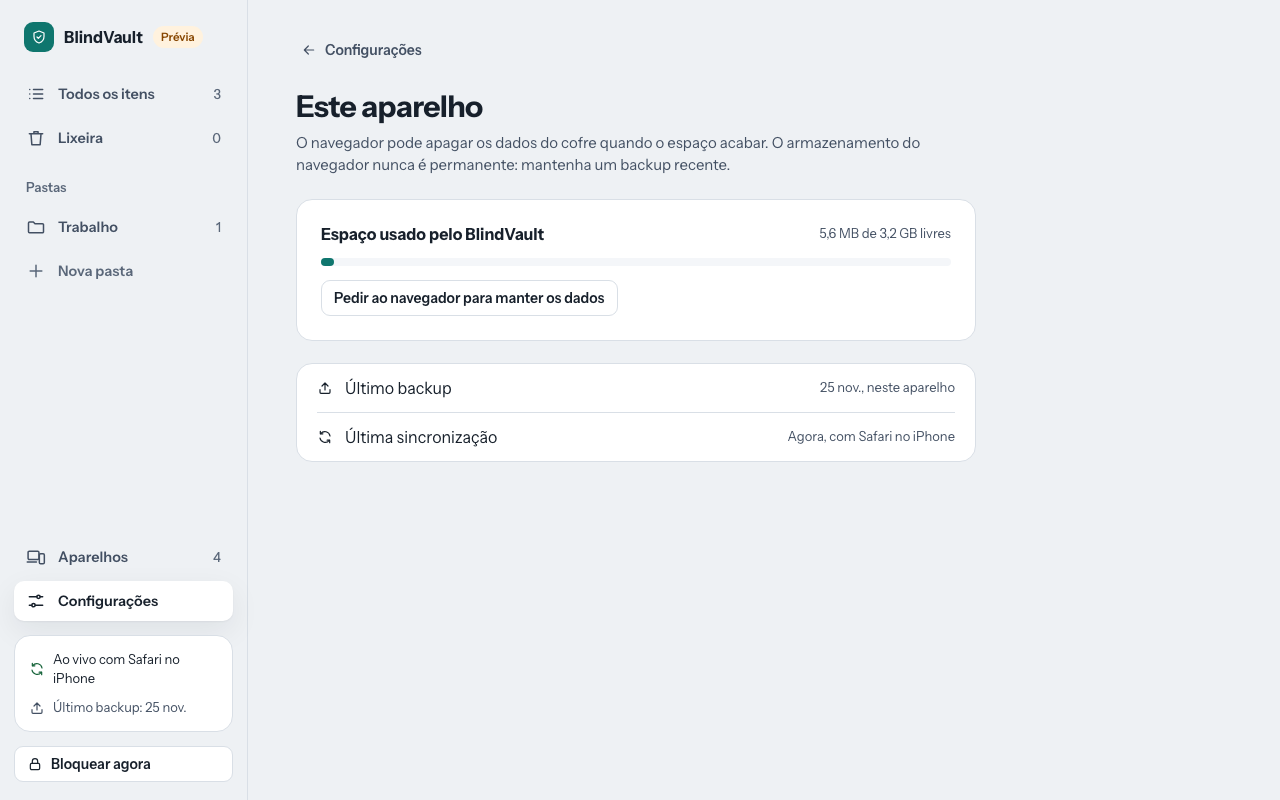 BlindVault
Prévia
Todos os itens 3
Lixeira 0
Pastas
Trabalho 1
Nova pasta
Aparelhos 4
Configurações
Ao vivo com Safari no
iPhone
Último backup: 25 nov.
Bloquear agora
Configurações
Este aparelho
O navegador pode apagar os dados do cofre quando o espaço acabar. O armazenamento do
navegador nunca é permanente: mantenha um backup recente.
Espaço usado pelo BlindVault 5,6 MB de 3,2 GB livres
Pedir ao navegador para manter os dados
Último backup 25 nov., neste aparelho
Última sincronização Agora, com Safari no iPhone